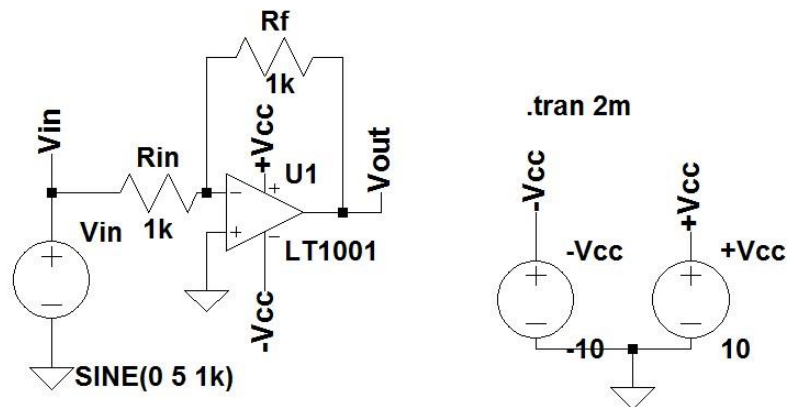 Rf
1k
.tran 2m
Vin
Rin
+Vcc
U1
Vout
-Vcc
+Vcc
Vin
1k
LT1001
-Vcc
-Vcc
+Vcc
SINE(0 5 1k)
-10
10